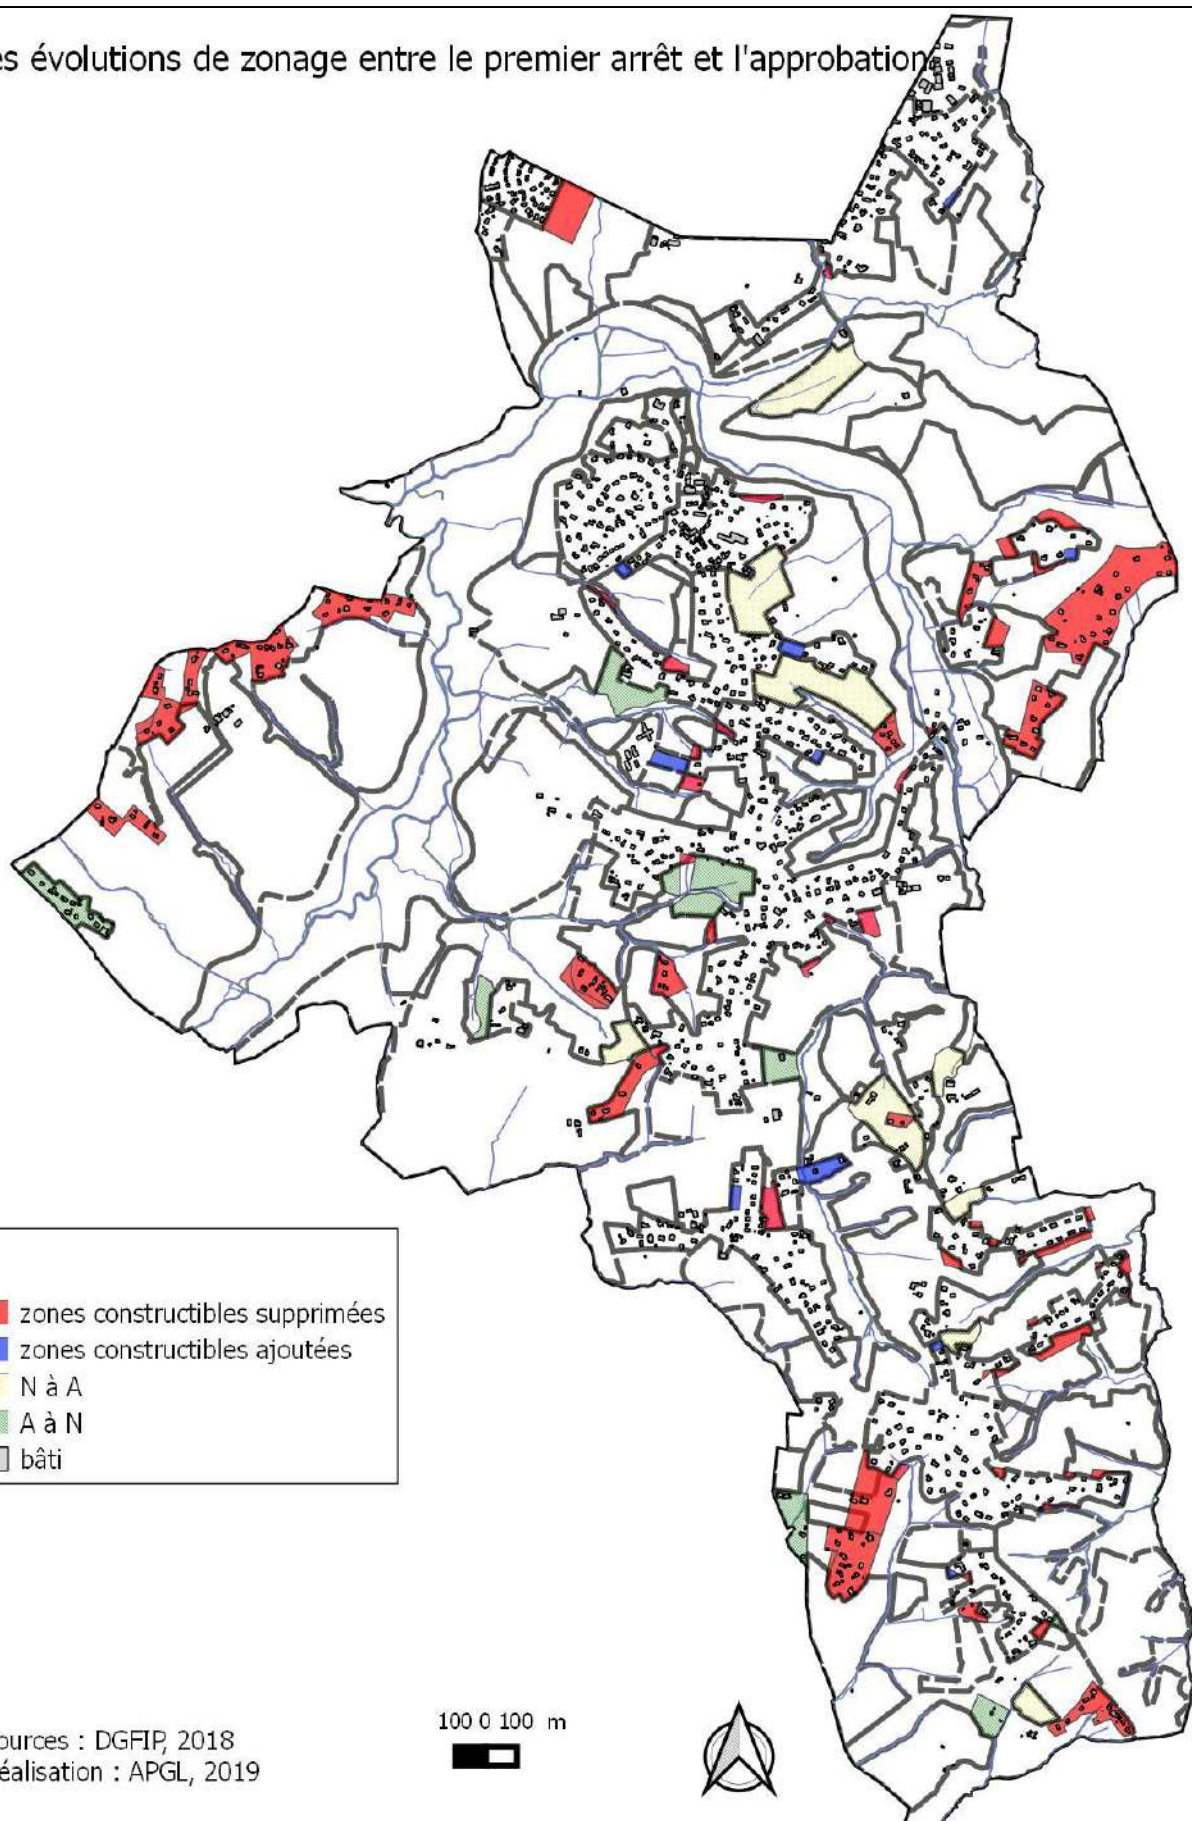 es évolutions de zonage entre le premier arrêt et l'approbation
zones constructibles supprimées
zones constructibles ajoutées
N à A
A à N
bâti
100 0 100 m
ources : DGFIP, 2018
éalisation : APGL, 2019